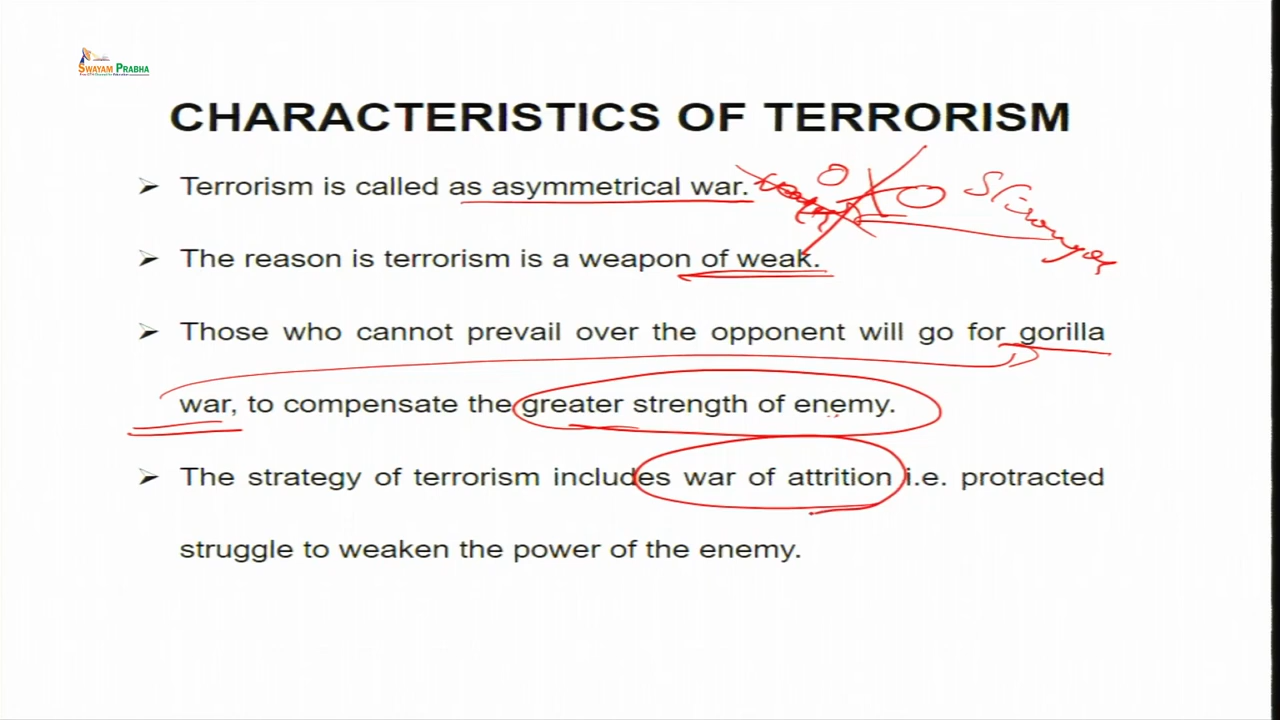 SWAYAM PRABHA
CHARACTERISTICS OF TERRORISM
➤ Terrorism is called as asymmetrical war.
Stronger
➤ The reason is terrorism is a weapon of weak.
➤ Those who cannot prevail over the opponent will go for gorilla
war, to compensate the greater strength of enemy.
➤ The strategy of terrorism includes war of attrition i.e. protracted
struggle to weaken the power of the enemy.